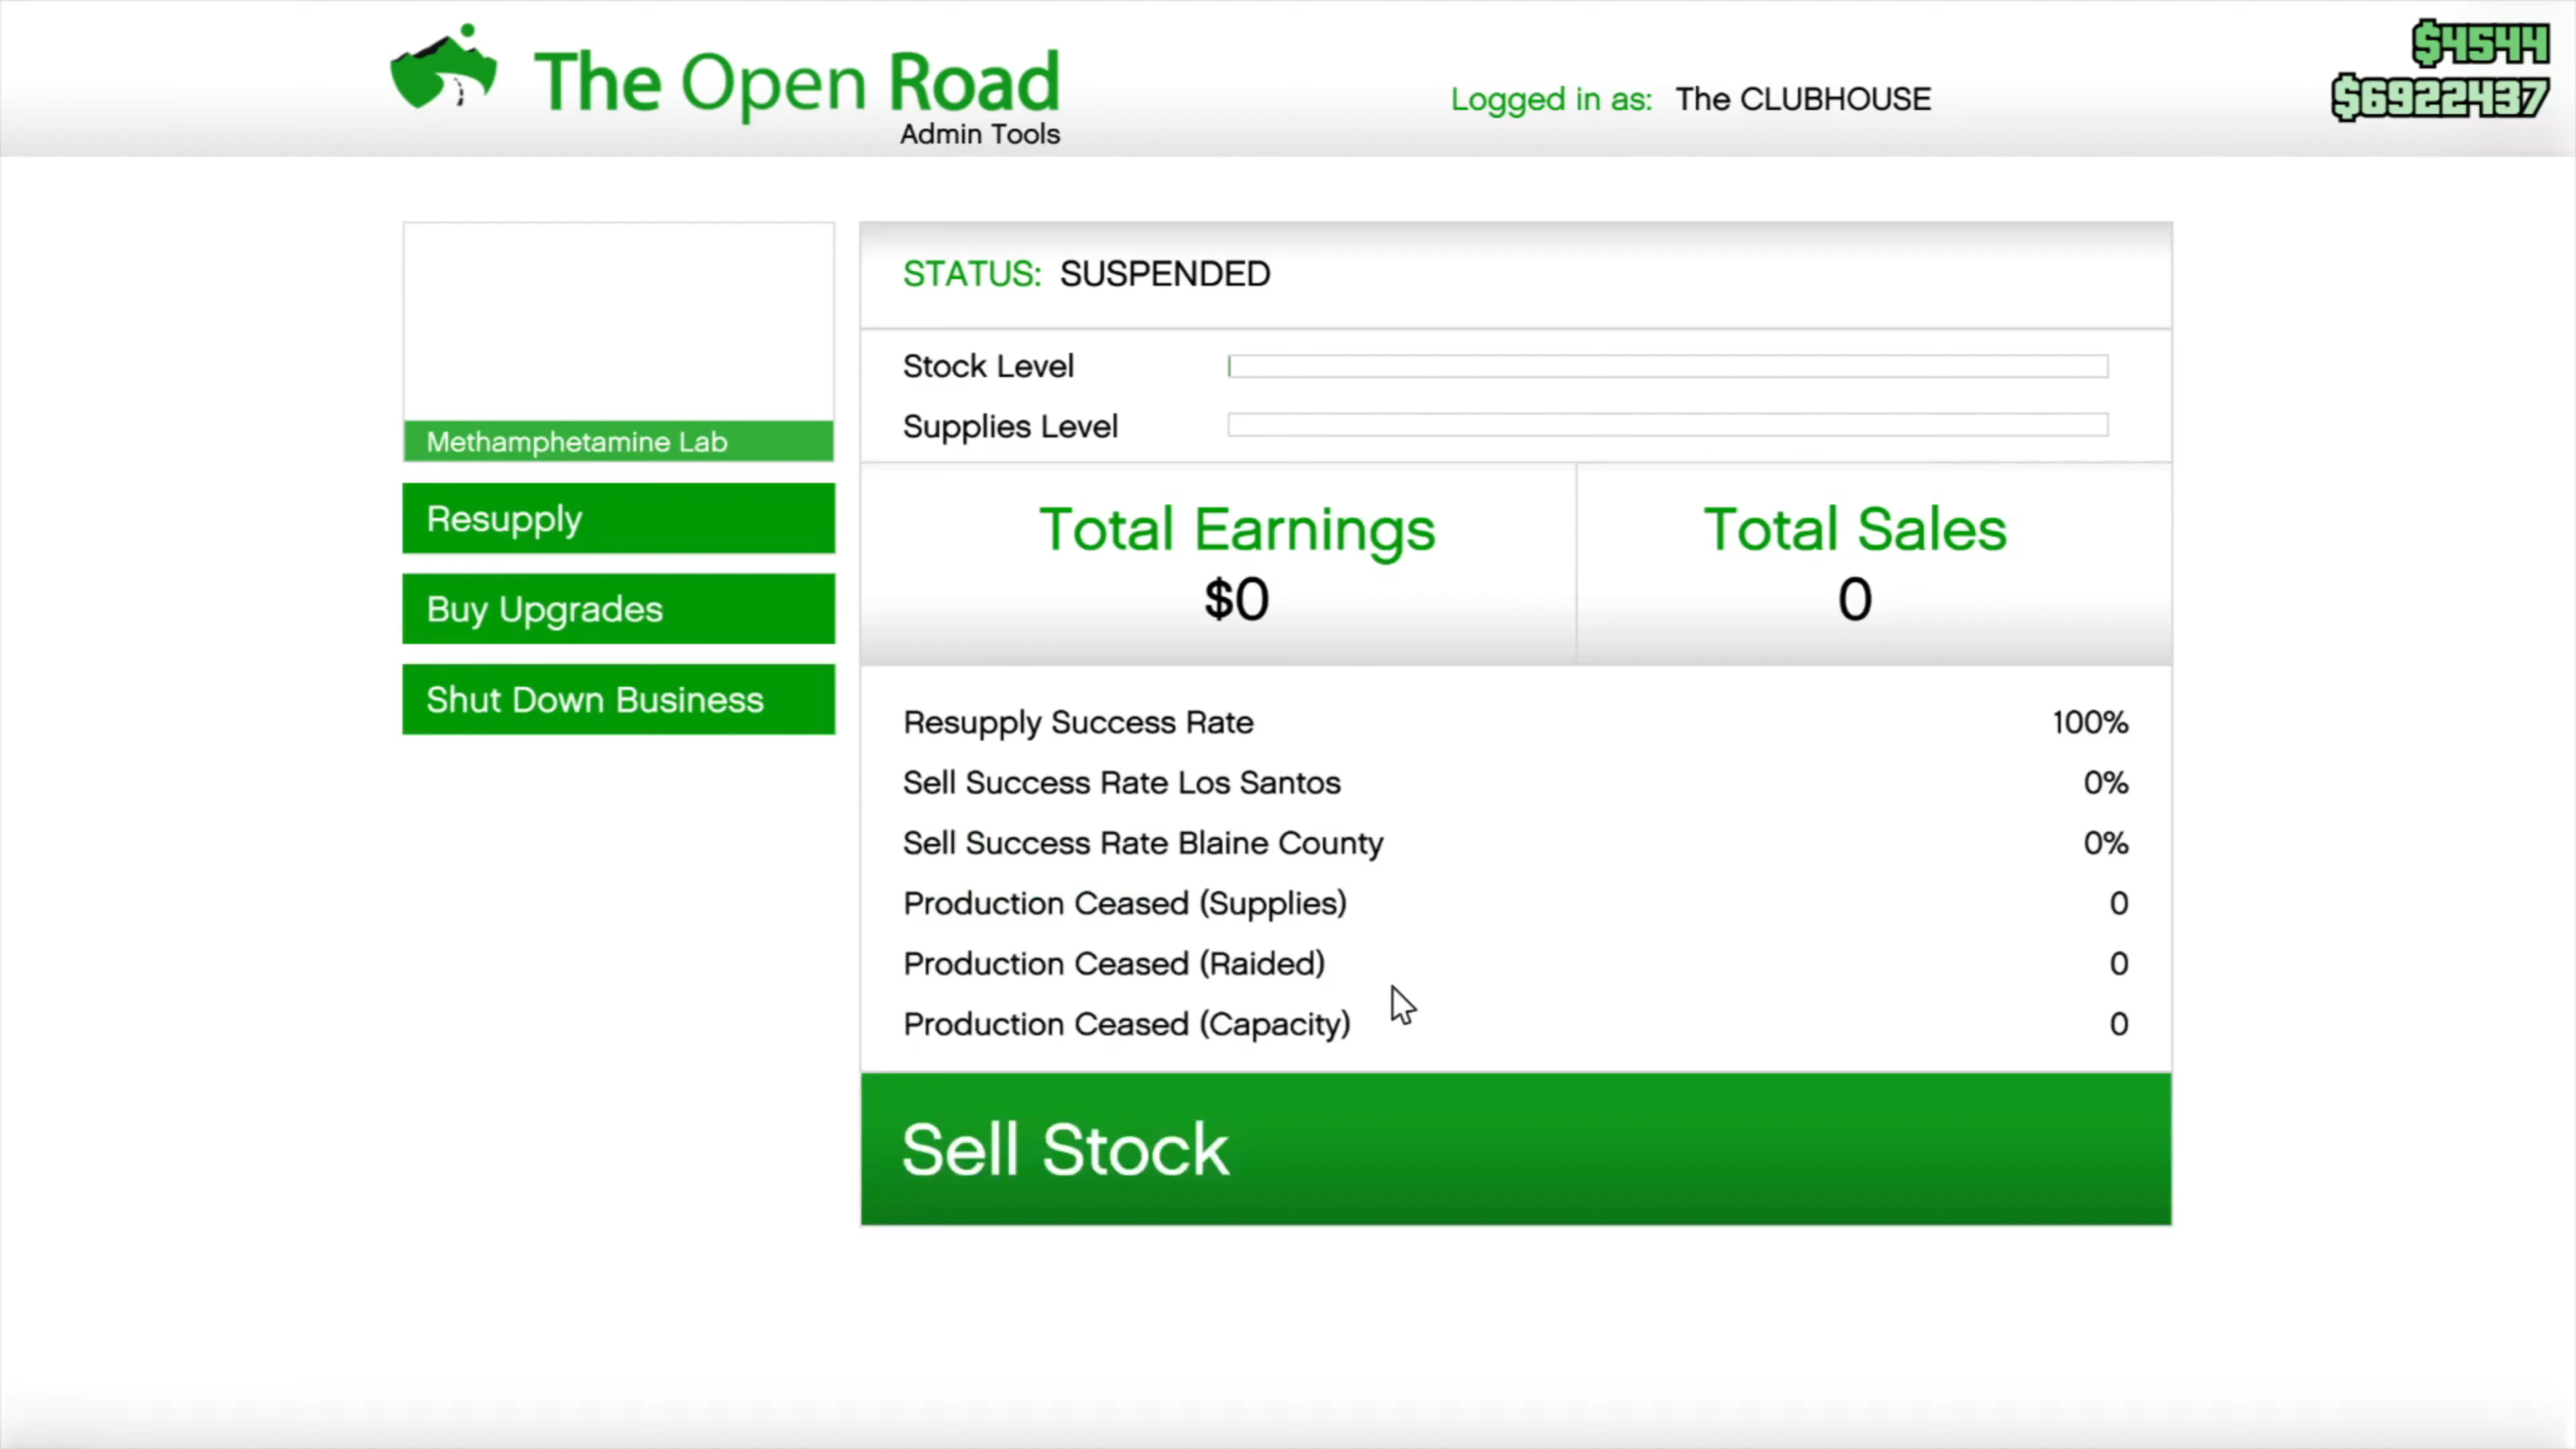 The Open Road
Admin Tools
Logged in as: The CLUBHOUSE
$4544
$6922437
Methamphetamine Lab
Resupply
Buy Upgrades
Shut Down Business
STATUS: SUSPENDED
Stock Level
Supplies Level
Total Earnings
$0
Total Sales
0
Resupply Success Rate 100%
Sell Success Rate Los Santos 0%
Sell Success Rate Blaine County 0%
Production Ceased (Supplies) 0
Production Ceased (Raided) 0
Production Ceased (Capacity) 0
Sell Stock